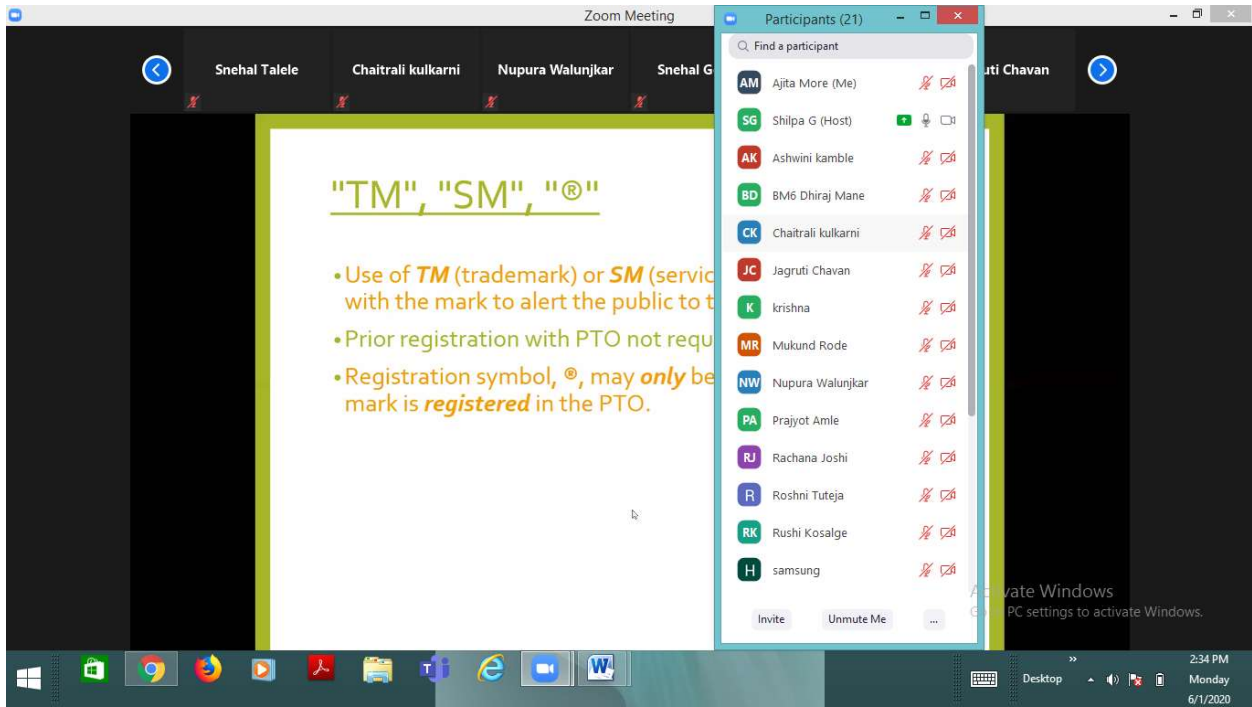 Zoom Meeting
Participants (21)
Find a participant
Snehal Talele
Chaitrali kulkarni
Nupura Walunjkar
Snehal G
uti Chavan
"TM", "SM", "®"
•Use of TM (trademark) or SM (servic
with the mark to alert the public to t
•Prior registration with PTO not requ
•Registration symbol, ®, may only be
mark is registered in the PTO.
AM Ajita More (Me)
SG Shilpa G (Host)
AK Ashwini kamble
BD BM6 Dhiraj Mane
CK Chaitrali kulkarni
JC Jagruti Chavan
K krishna
MR Mukund Rode
NW Nupura Walunjkar
PA Prajyot Amle
RJ Rachana Joshi
R Roshni Tuteja
RK Rushi Kosalge
H samsung
Invite Unmute Me ...
vate Windows
PC settings to activate Windows.
Desktop
»
2:34 PM
Monday
6/1/2020